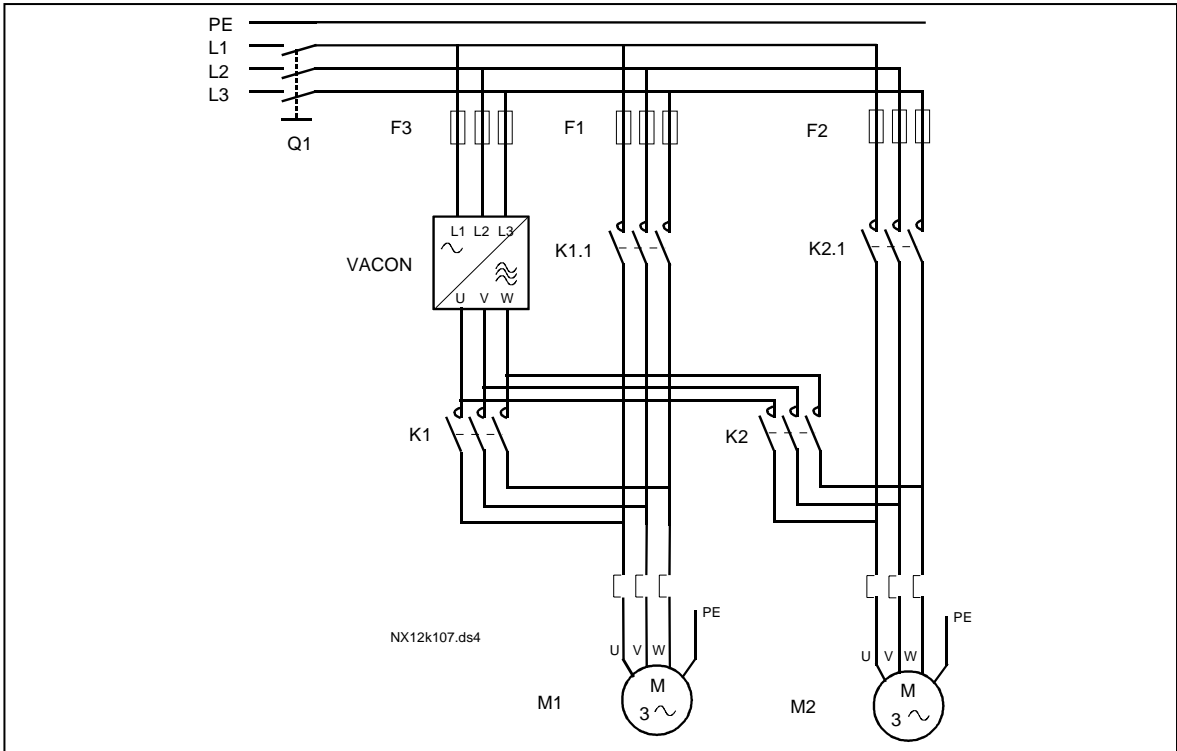 PE
L1
L2
L3
Q1
F3
F1
F2
L1 L2 L3
VACON
U V W
K1.1
K2.1
K1
K2
NX12k107.ds4
PE
PE
U V W
U V W
M1
M
3
M2
M
3